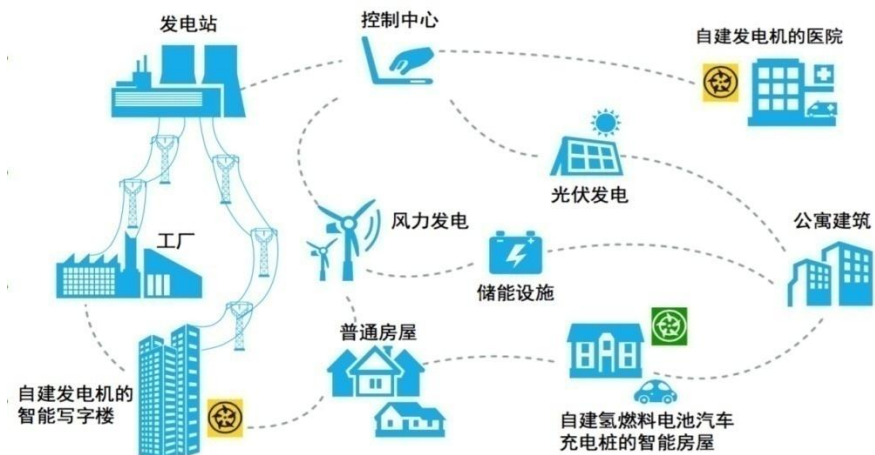 发电站
控制中心
自建发电机的医院
光伏发电
工厂
风力发电
公寓建筑
储能设施
普通房屋
自建发电机的
智能写字楼
自建氢燃料电池汽车
充电桩的智能房屋